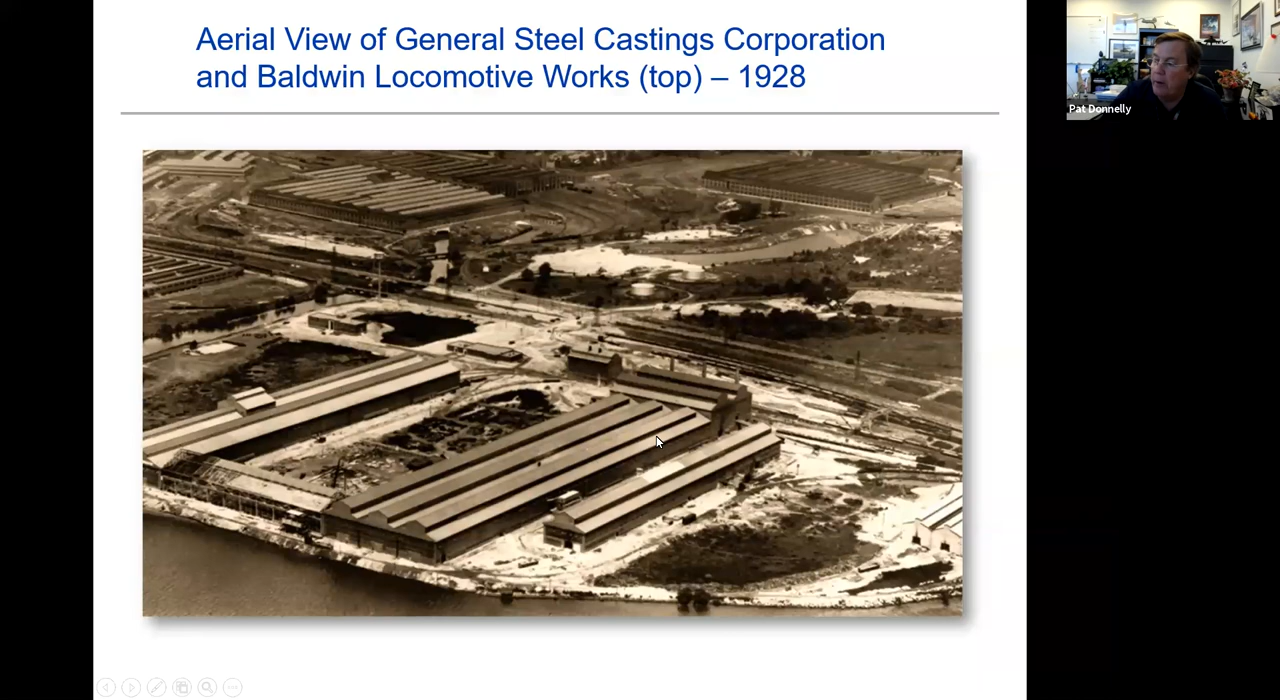 Aerial View of General Steel Castings Corporation
and Baldwin Locomotive Works (top) – 1928
Pat Donnelly